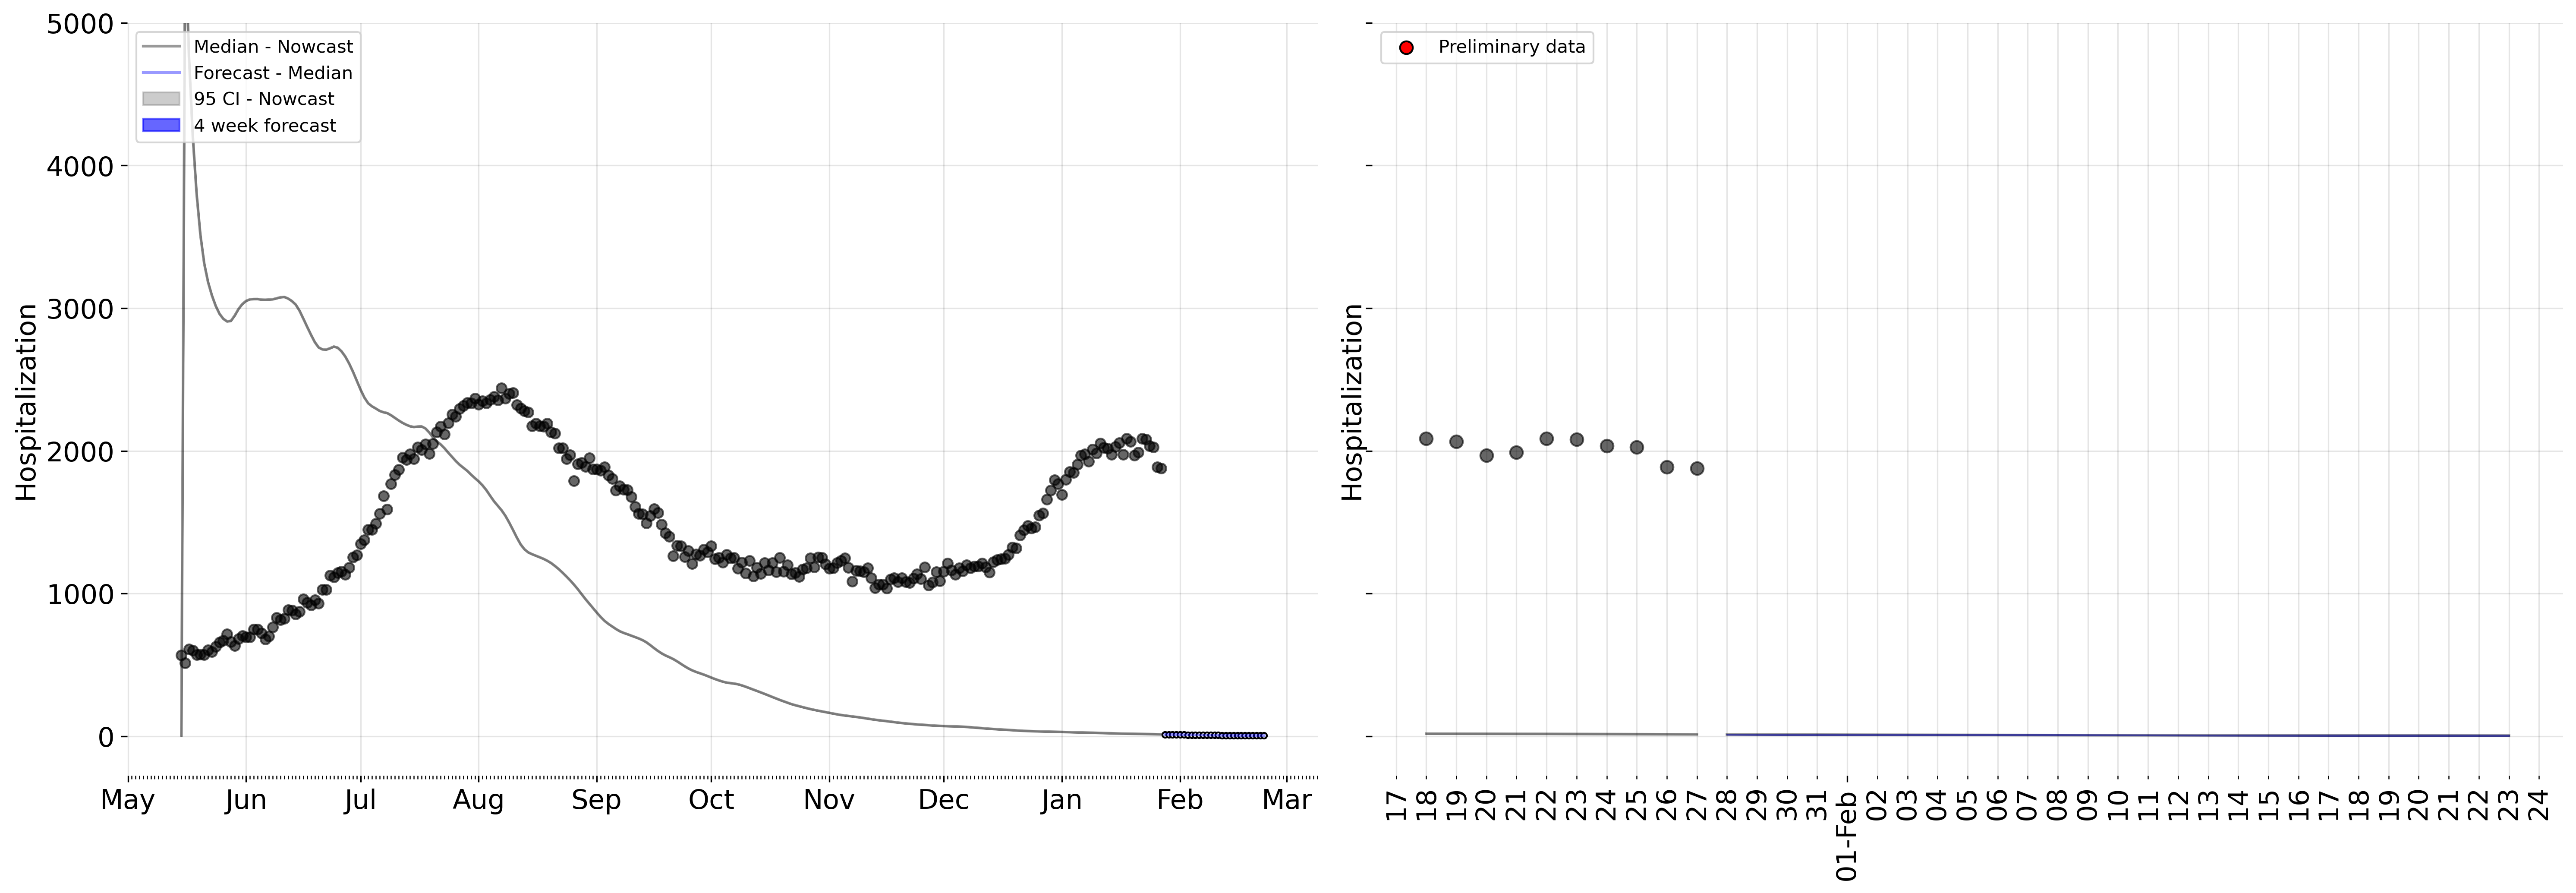 5000
4000
3000
2000
1000
0
Hospitalization
Median - Nowcast
Forecast - Median
95 CI - Nowcast
4 week forecast
May Jun Jul Aug Sep Oct Nov Dec Jan Feb Mar
Hospitalization
Preliminary data
17 18 19 20 21 22 23 24 25 26 27 28 29 30 31 01-Feb 02 03 04 05 06 07 08 09 10 11 12 13 14 15 16 17 18 19 20 21 22 23 24